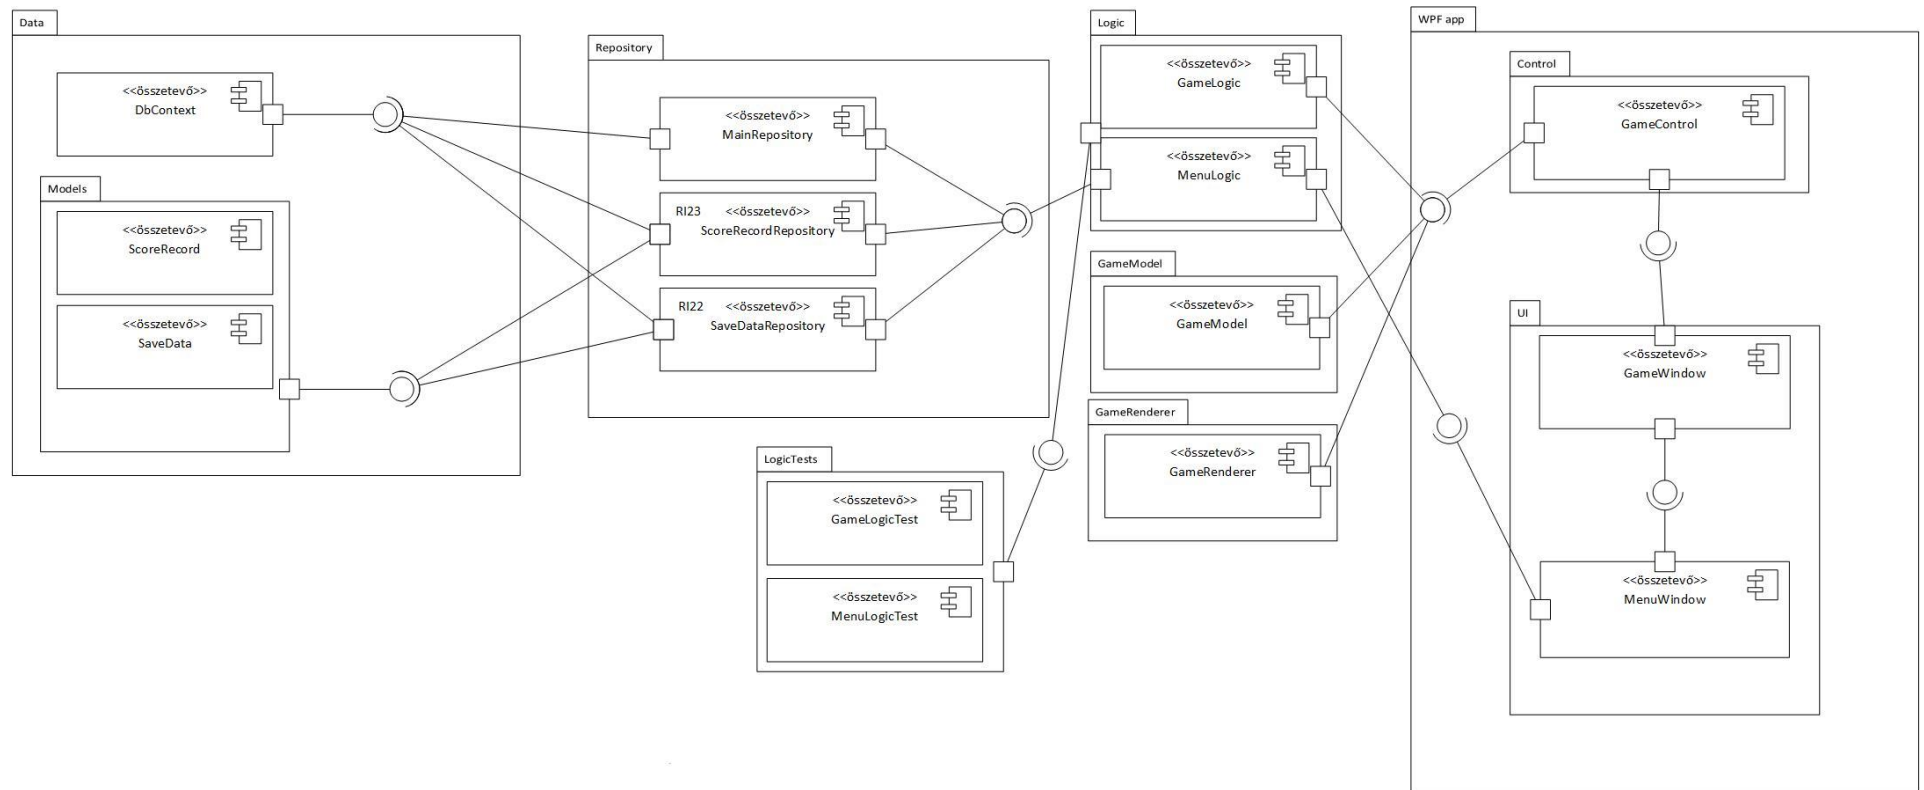 Data
<<összetevő>>
DbContext
Models
<<összetevő>>
ScoreRecord
<<összetevő>>
SaveData
Repository
<<összetevő>>
MainRepository
RI23 <<összetevő>>
ScoreRecordRepository
RI22 <<összetevő>>
SaveDataRepository
LogicTests
<<összetevő>>
GameLogicTest
<<összetevő>>
MenuLogicTest
Logic
<<összetevő>>
GameLogic
<<összetevő>>
MenuLogic
GameModel
<<összetevő>>
GameModel
GameRenderer
<<összetevő>>
GameRenderer
WPF app
Control
<<összetevő>>
GameControl
UI
<<összetevő>>
GameWindow
<<összetevő>>
MenuWindow